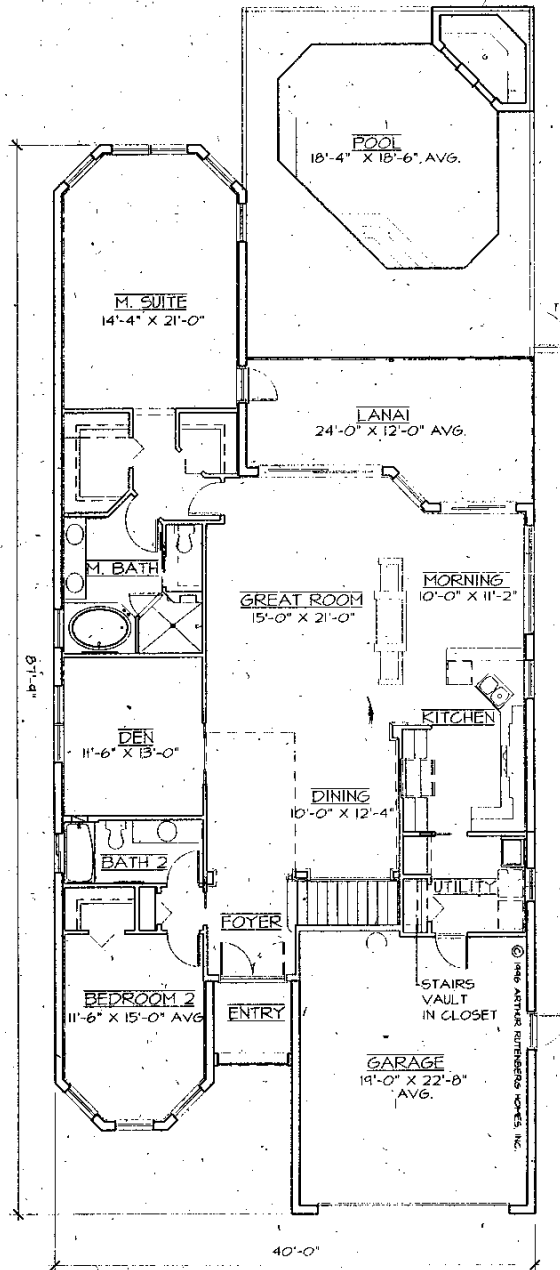 POOL
18'-4" X 18'-6", AVG.
M. SUITE
14'-4" X 21'-0"
LANAI
24'-0" X 12'-0" AVG.
M. BATH
GREAT ROOM
15'-0" X 21'-0"
MORNING
10'-0" X 11'-2"
87'-9"
KITCHEN
DEN
11'-6" X 13'-0"
DINING
10'-0" X 12'-4"
BATH 2
UTILITY
FOYER
BEDROOM 2
11'-6" X 15'-0" AVG
ENTRY
STAIRS
VAULT
IN CLOSET
GARAGE
19'-0" X 22'-8"
AVG.
© 1996 ARTHUR RUTENBERG HOMES, INC.
40'-0"